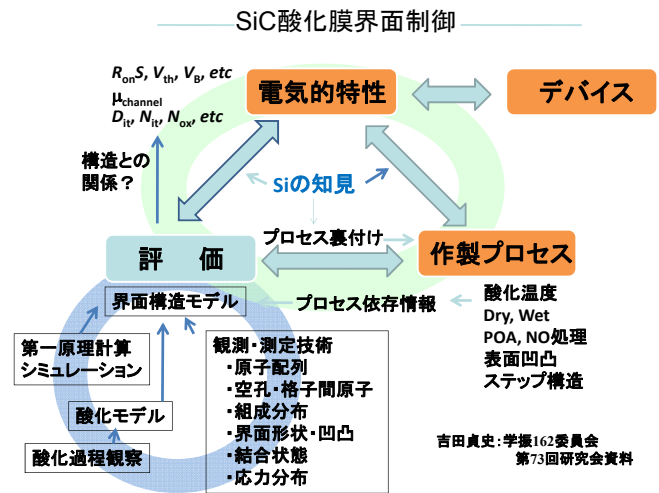 SiC酸化膜界面制御
RonS, Vth, VB, etc
μchannel
Dit, Nit, Nox, etc
電気的特性
デバイス
構造との
関係？
Siの知見
プロセス裏付け
評　価
作製プロセス
界面構造モデル
プロセス依存情報
酸化温度
Dry, Wet
POA, NO処理
表面凹凸
ステップ構造
第一原理計算
シミュレーション
酸化モデル
酸化過程観察
観測・測定技術
・原子配列
・空孔・格子間原子
・組成分布
・界面形状・凹凸
・結合状態
・応力分布
吉田貞史：学振162委員会
第73回研究会資料